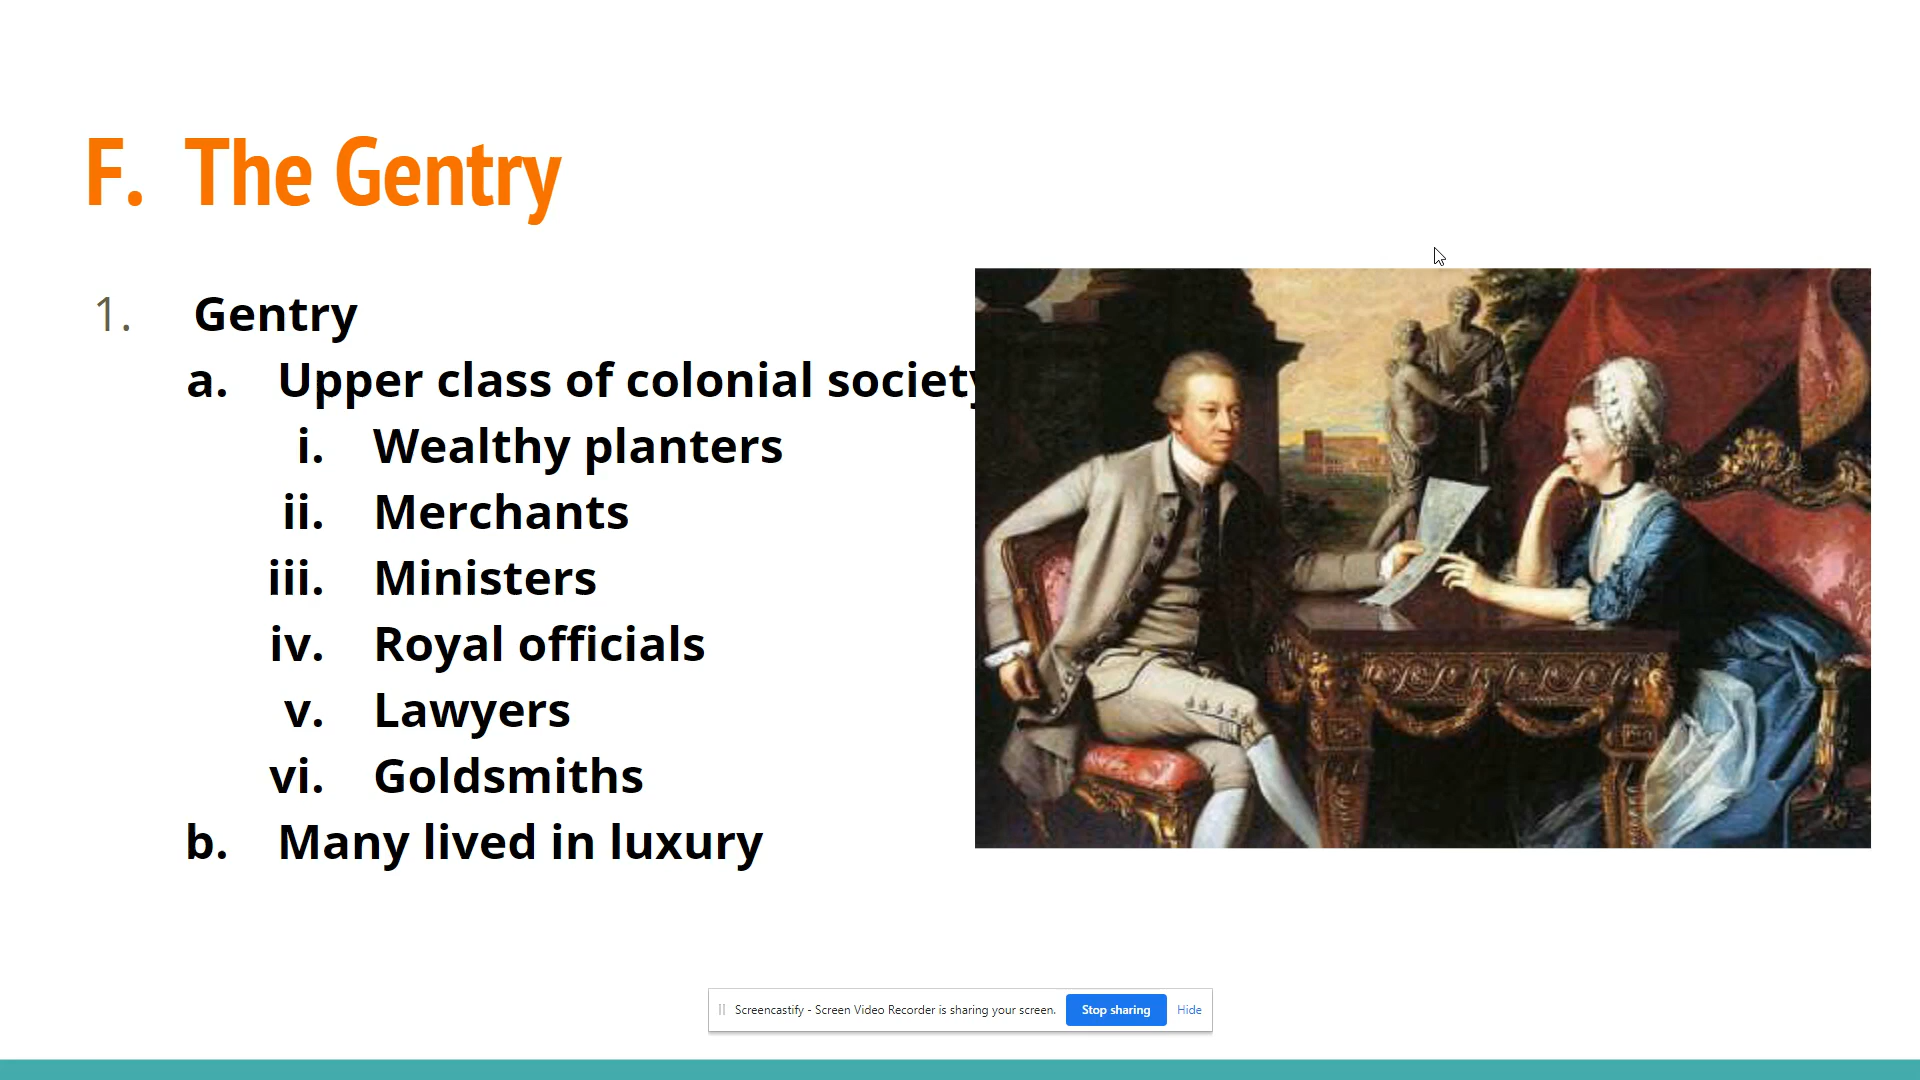 F. The Gentry
1. Gentry
a. Upper class of colonial society
i. Wealthy planters
ii. Merchants
iii. Ministers
iv. Royal officials
v. Lawyers
vi. Goldsmiths
b. Many lived in luxury
Screencastify - Screen Video Recorder is sharing your screen. Stop sharing Hide